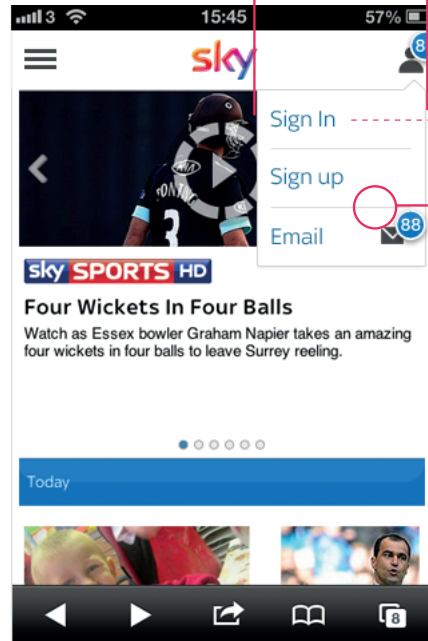 3 15:45 57%
sky
8
Sign In
Sign up
Email 88
PONTING
3
sky SPORTS HD
Four Wickets In Four Balls
Watch as Essex bowler Graham Napier takes an amazing
four wickets in four balls to leave Surrey reeling.
Today
8